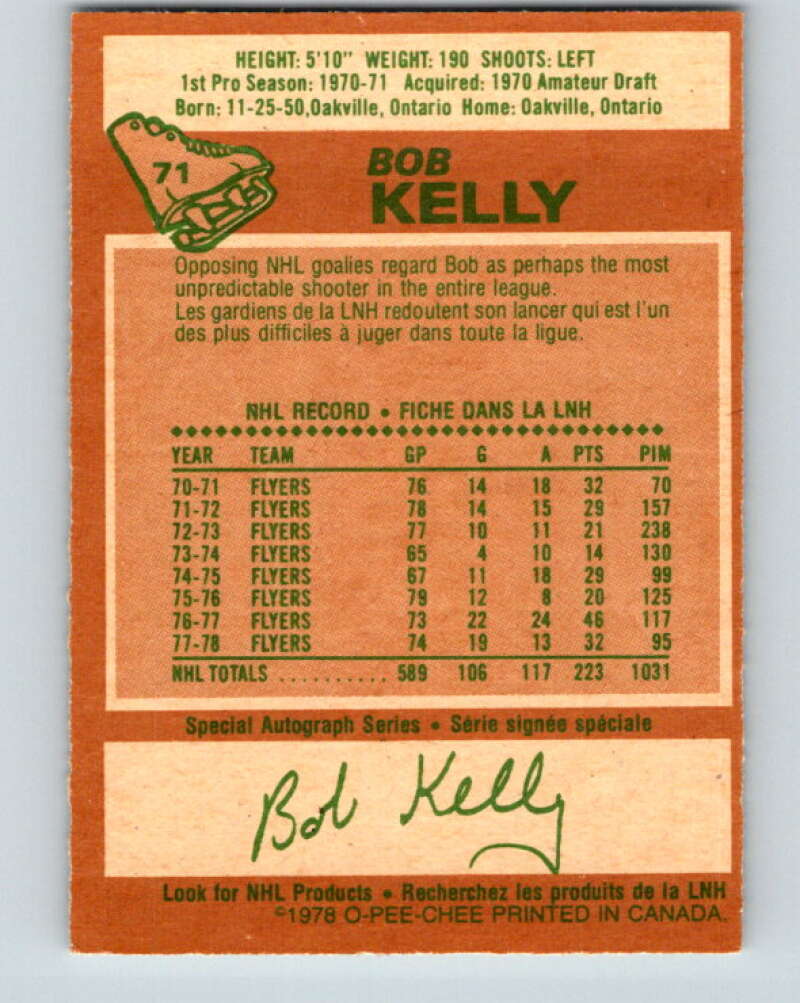 HEIGHT: 5'10" WEIGHT: 190 SHOOTS: LEFT
1st Pro Season: 1970-71 Acquired: 1970 Amateur Draft
Born: 11-25-50, Oakville, Ontario Home: Oakville, Ontario
71
BOB
KELLY
Opposing NHL goalies regard Bob as perhaps the most
unpredictable shooter in the entire league.
Les gardiens de la LNH redoutent son lancer qui est l'un
des plus difficiles à juger dans toute la ligue.
NHL RECORD • FICHE DANS LA LNH
YEAR TEAM GP G A PTS PIM
70-71 FLYERS 76 14 18 32 70
71-72 FLYERS 78 14 15 29 157
72-73 FLYERS 77 10 11 21 238
73-74 FLYERS 65 4 10 14 130
74-75 FLYERS 67 11 18 29 99
75-76 FLYERS 79 12 8 20 125
76-77 FLYERS 73 22 24 46 117
77-78 FLYERS 74 19 13 32 95
NHL TOTALS .......... 589 106 117 223 1031
Special Autograph Series • Série signée spéciale
Bob Kelly
Look for NHL Products • Recherchez les produits de la LNH
©1978 O-PEE-CHEE PRINTED IN CANADA.